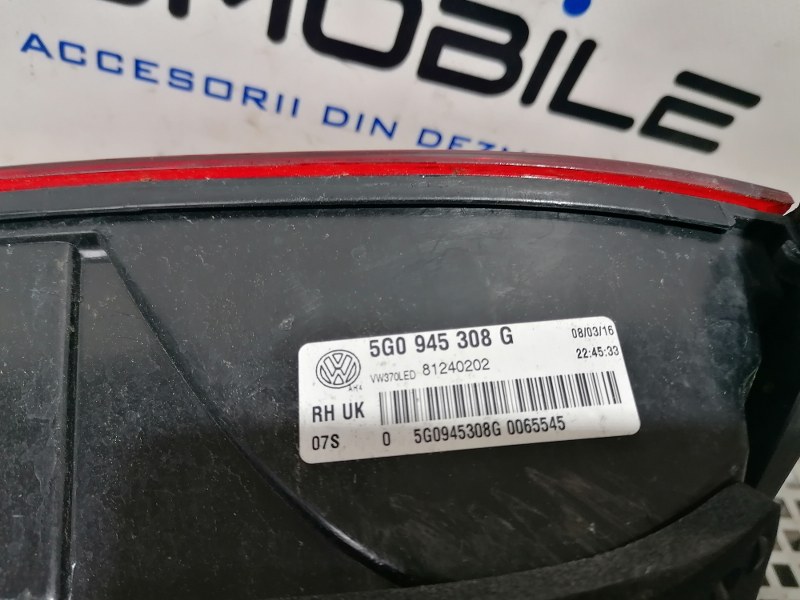 MOBILE
ACCESORII DIN
5G0 945 308 G
08/03/16
VW370LED 81240202
22:45:33
RH UK
07S 0 5G0945308G 0065545